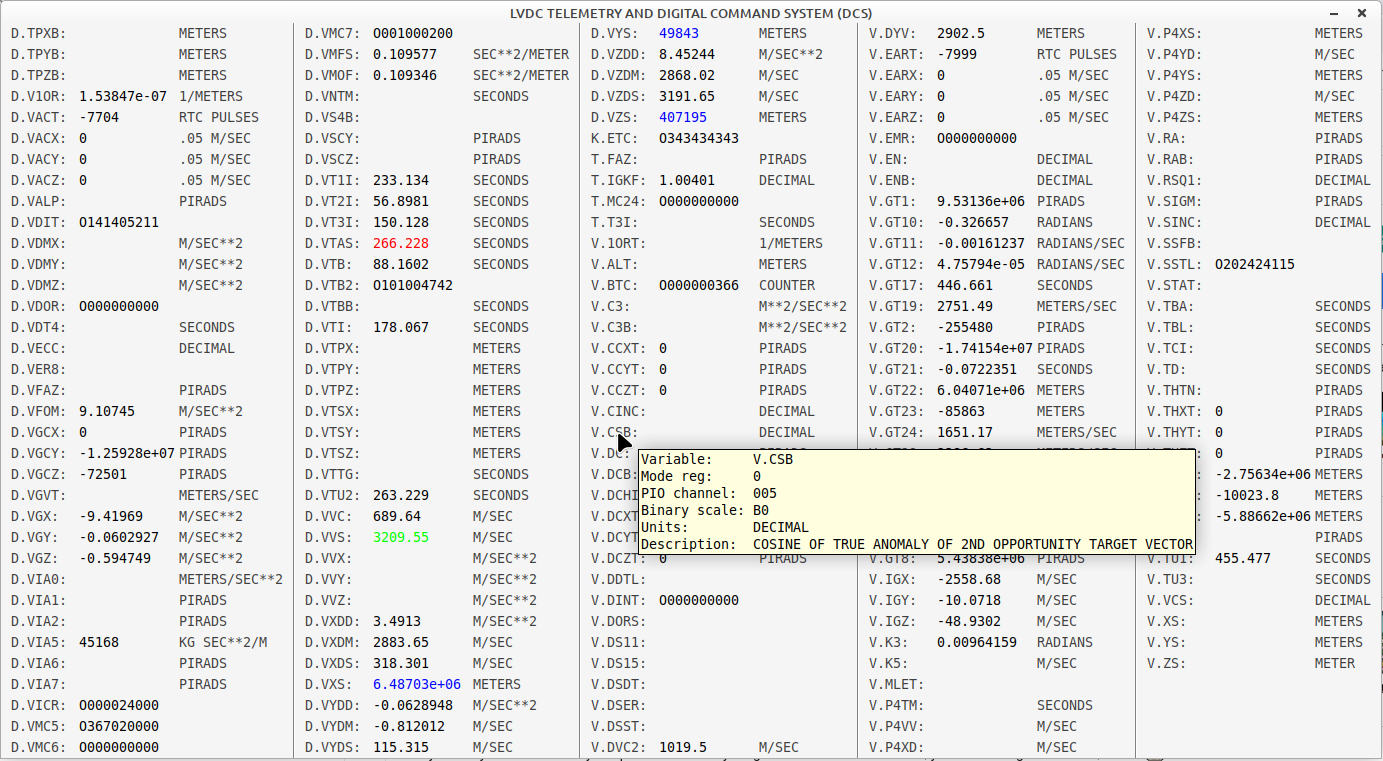 LVDC TELEMETRY AND DIGITAL COMMAND SYSTEM (DCS)
D.TPXB: METERS
D.TPYB: METERS
D.TPZB: METERS
D.V1OR: 1.53847e-07 1/METERS
D.VACT: -7704 RTC PULSES
D.VACX: 0 .05 M/SEC
D.VACY: 0 .05 M/SEC
D.VACZ: 0 .05 M/SEC
D.VALP: PIRADS
D.VDIT: O141405211
D.VDMX: M/SEC**2
D.VDMY: M/SEC**2
D.VDMZ: M/SEC**2
D.VDOR: O000000000
D.VDT4: SECONDS
D.VECC: DECIMAL
D.VER8:
D.VFAZ: PIRADS
D.VFOM: 9.10745 M/SEC**2
D.VGCX: 0 PIRADS
D.VGCY: -1.25928e+07 PIRADS
D.VGCZ: -72501 PIRADS
D.VGVT: METERS/SEC
D.VGX: -9.41969 M/SEC**2
D.VGY: -0.0602927 M/SEC**2
D.VGZ: -0.594749 M/SEC**2
D.VIA0: METERS/SEC**2
D.VIA1: PIRADS
D.VIA2: PIRADS
D.VIA5: 45168 KG SEC**2/M
D.VIA6: PIRADS
D.VIA7: PIRADS
D.VICR: O000024000
D.VMC5: O367020000
D.VMC6: O000000000
D.VMC7: O001000200
D.VMFS: 0.109577 SEC**2/METER
D.VMOF: 0.109346 SEC**2/METER
D.VNTM: SECONDS
D.VS4B:
D.VSCY: PIRADS
D.VSCZ: PIRADS
D.VT1I: 233.134 SECONDS
D.VT2I: 56.8981 SECONDS
D.VT3I: 150.128 SECONDS
D.VTAS: 266.228 SECONDS
D.VTB: 88.1602 SECONDS
D.VTB2: O101004742
D.VTBB: SECONDS
D.VTI: 178.067 SECONDS
D.VTPX: METERS
D.VTPY: METERS
D.VTPZ: METERS
D.VTSX: METERS
D.VTSY: METERS
D.VTSZ: METERS
D.VTTG: SECONDS
D.VTU2: 263.229 SECONDS
D.VVC: 689.64 M/SEC
D.VVS: 3209.55 M/SEC
D.VVX: M/SEC**2
D.VVY: M/SEC**2
D.VVZ: M/SEC**2
D.VXDD: 3.4913 M/SEC**2
D.VXDM: 2883.65 M/SEC
D.VXDS: 318.301 M/SEC
D.VXS: 6.48703e+06 METERS
D.VYDD: -0.0628948 M/SEC**2
D.VYDM: -0.812012 M/SEC
D.VYDS: 115.315 M/SEC
D.VYS: 49843 METERS
D.VZDD: 8.45244 M/SEC**2
D.VZDM: 2868.02 M/SEC
D.VZDS: 3191.65 M/SEC
D.VZS: 407195 METERS
K.ETC: O343434343
T.FAZ: PIRADS
T.IGKF: 1.00401 DECIMAL
T.MC24: O000000000
T.T3I: SECONDS
V.1ORT: 1/METERS
V.ALT: METERS
V.BTC: O000000366 COUNTER
V.C3: M**2/SEC**2
V.C3B: M**2/SEC**2
V.CCXT: 0 PIRADS
V.CCYT: 0 PIRADS
V.CCZT: 0 PIRADS
V.CINC: DECIMAL
V.CSB: DECIMAL
V.DC:
V.DCB:
V.DCHI
V.DCXT
V.DCYT
V.DCZT: 0 PIRADS
V.DDTL:
V.DINT: O000000000
V.DORS:
V.DS11:
V.DS15:
V.DSDT:
V.DSER:
V.DSST:
V.DVC2: 1019.5 M/SEC
Variable: V.CSB
Mode reg: 0
PIO channel: 005
Binary scale: B0
Units: DECIMAL
Description: COSINE OF TRUE ANOMALY OF 2ND OPPORTUNITY TARGET VECTOR
V.DYV: 2902.5 METERS
V.EART: -7999 RTC PULSES
V.EARX: 0 .05 M/SEC
V.EARY: 0 .05 M/SEC
V.EARZ: 0 .05 M/SEC
V.EMR: O000000000
V.EN: DECIMAL
V.ENB: DECIMAL
V.GT1: 9.53136e+06 PIRADS
V.GT10: -0.326657 RADIANS
V.GT11: -0.00161237 RADIANS/SEC
V.GT12: 4.75794e-05 RADIANS/SEC
V.GT17: 446.661 SECONDS
V.GT19: 2751.49 METERS/SEC
V.GT2: -255480 PIRADS
V.GT20: -1.74154e+07 PIRADS
V.GT21: -0.0722351 SECONDS
V.GT22: 6.04071e+06 METERS
V.GT23: -85863 METERS
V.GT24: 1651.17 METERS/SEC
V.GT8: 5.43838e+06 PIRADS
V.IGX: -2558.68 M/SEC
V.IGY: -10.0718 M/SEC
V.IGZ: -48.9302 M/SEC
V.K3: 0.00964159 RADIANS
V.K5: M/SEC
V.MLET:
V.P4TM: SECONDS
V.P4VV: M/SEC
V.P4XD: M/SEC
V.P4XS: METERS
V.P4YD: M/SEC
V.P4YS: METERS
V.P4ZD: M/SEC
V.P4ZS: METERS
V.RA: PIRADS
V.RAB: PIRADS
V.RSQ1: DECIMAL
V.SIGM: PIRADS
V.SINC: DECIMAL
V.SSFB:
V.SSTL: O202424115
V.STAT:
V.TBA: SECONDS
V.TBL: SECONDS
V.TCI: SECONDS
V.TD: SECONDS
V.THTN: PIRADS
V.THXT: 0 PIRADS
V.THYT: 0 PIRADS
0 PIRADS
: -2.75634e+06 METERS
: -10023.8 METERS
: -5.88662e+06 METERS
PIRADS
V.TU1: 455.477 SECONDS
V.TU3: SECONDS
V.VCS: DECIMAL
V.XS: METERS
V.YS: METERS
V.ZS: METER